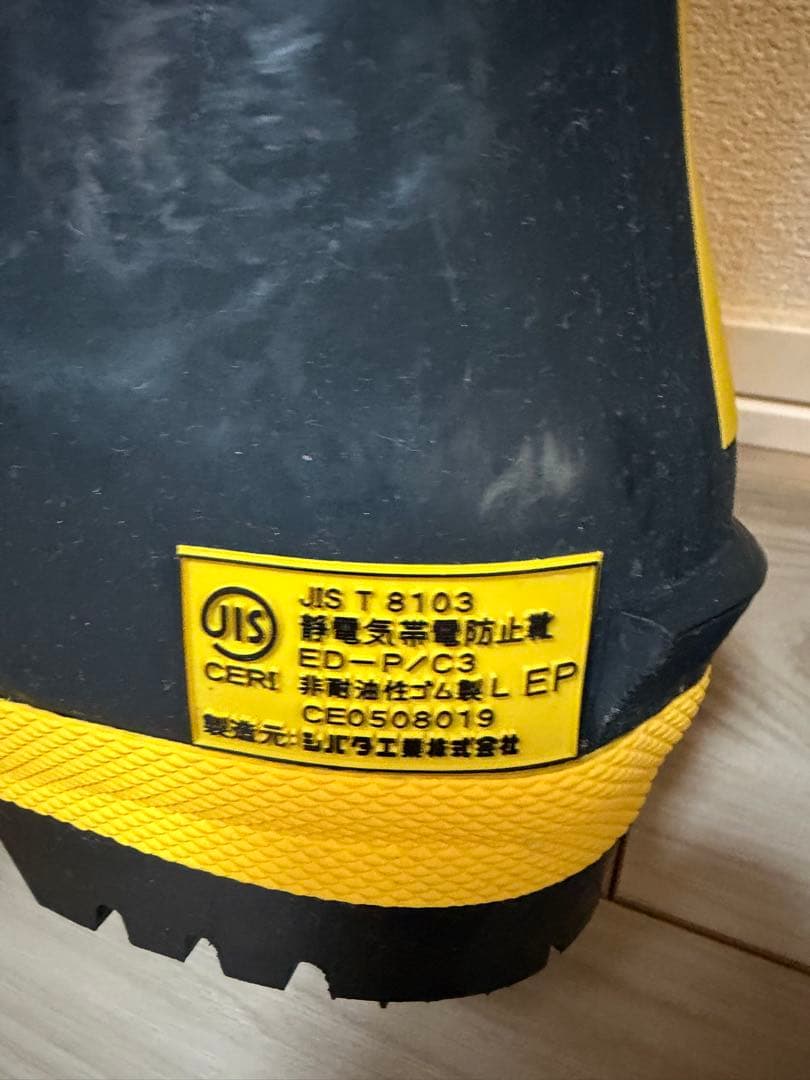 JIS
CERI
JIS T 8103
静電気帯電防止靴
ED－P／C3
非耐油性ゴム製L EP
CE0508019
製造元:シバタ工業株式会社